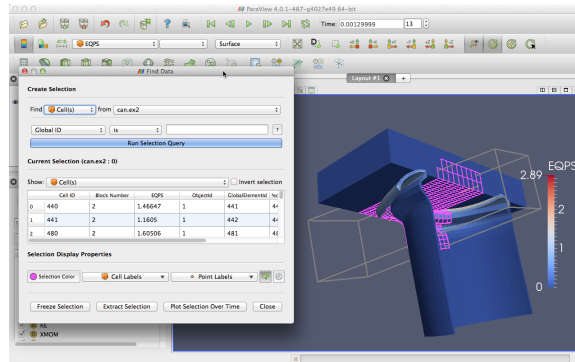 ParaView 4.0.1-487-g4027e49 64-bit
Time: 0.00129999 13
EQPS Surface
Find Data
Layout #1 +
Create Selection
Find Cell(s) from can.ex2
Global ID is ?
Run Selection Query
Current Selection (can.ex2 : 0)
Show: Cell(s) Invert selection
Cell ID Block Number EQPS ObjectId GlobalElementId
0 440 2 1.46647 1 441
1 441 2 1.1605 1 442
2 480 2 1.60506 1 481
Selection Display Properties
Selection Color Cell Labels Point Labels
Freeze Selection Extract Selection Plot Selection Over Time Close
KE
XMOM
EQPS
2.89
2
1
0